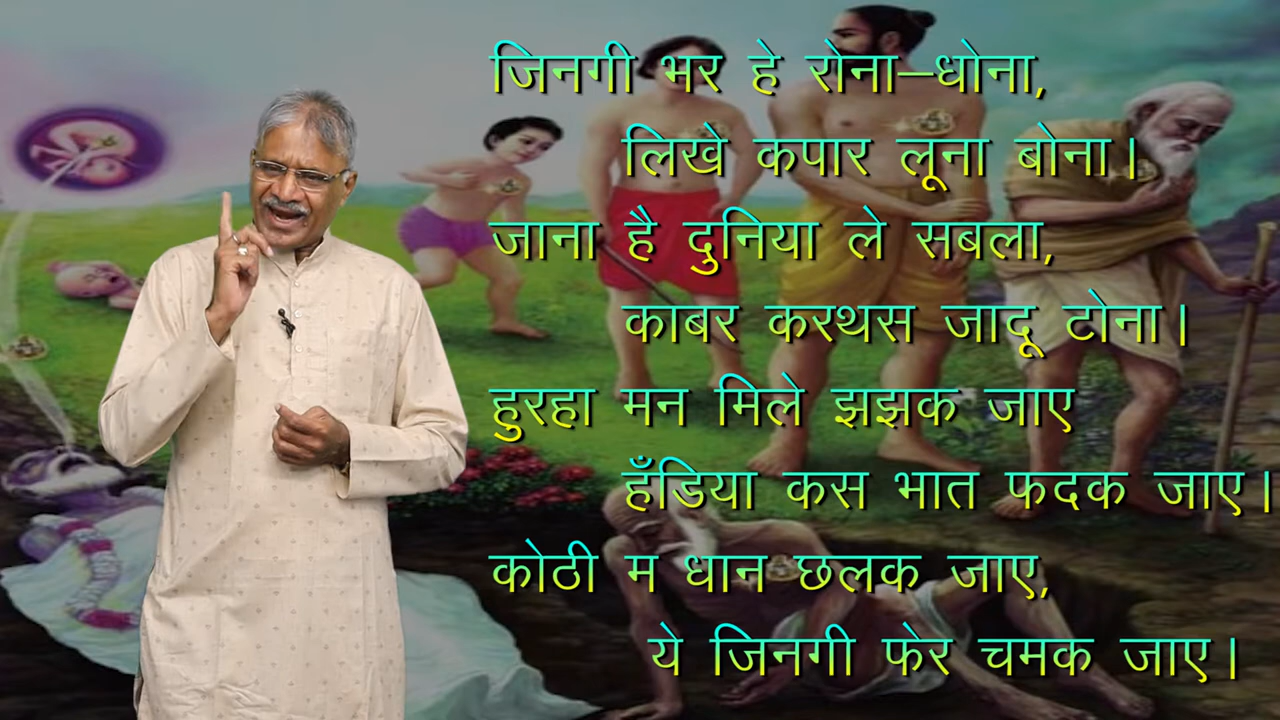 जिनगी भर हे रोना–धोना,
लिखे कपार लूना बोना।
जाना है दुनिया ले सबला,
काबर करथस जादू टोना।
हुरहा मन मिले झझक जाए
हँडिया कस भात फदक जाए।
कोठी म धान छलक जाए,
ये जिनगी फेर चमक जाए।